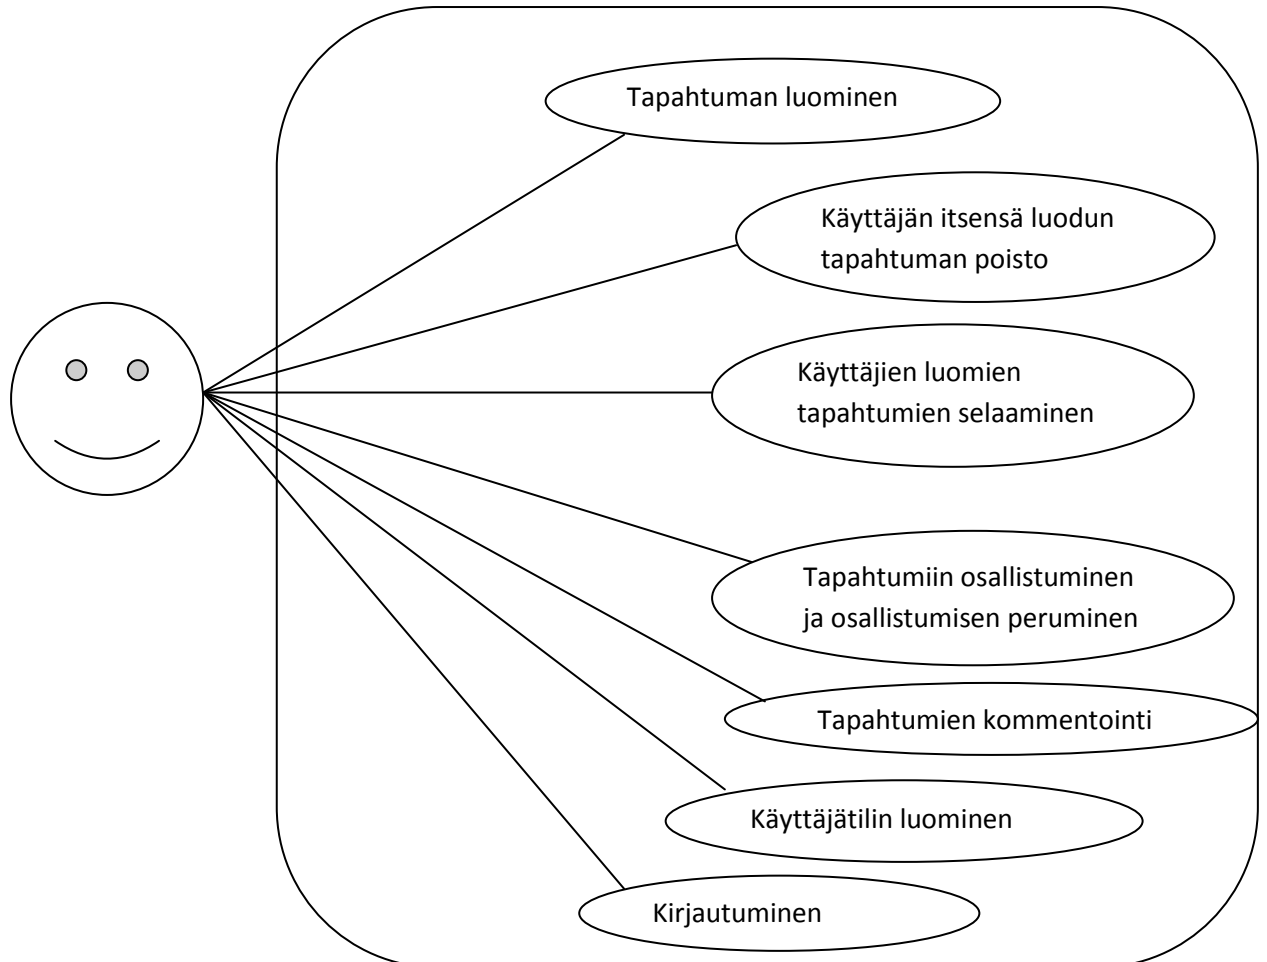 Tapahtuman luominen
Käyttäjän itsensä luodun
tapahtuman poisto
Käyttäjien luomien
tapahtumien selaaminen
Tapahtumiin osallistuminen
ja osallistumisen peruminen
Tapahtumien kommentointi
Käyttäjätilin luominen
Kirjautuminen